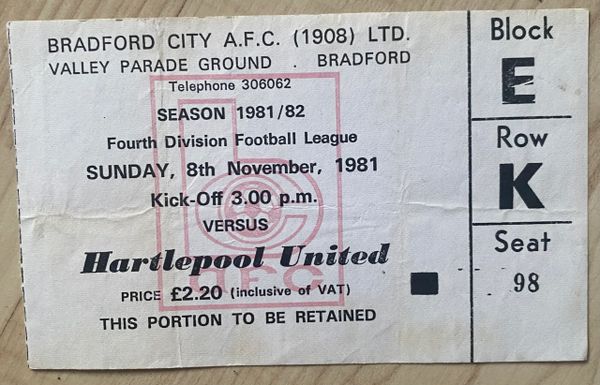 BRADFORD CITY A.F.C. (1908) LTD.
VALLEY PARADE GROUND . BRADFORD
Telephone 306062
SEASON 1981/82
Fourth Division Football League
SUNDAY, 8th November, 1981
Kick-Off 3.00 p.m.
VERSUS
Hartlepool United
AFC
PRICE £2.20 (inclusive of VAT)
THIS PORTION TO BE RETAINED
Block
E
Row
K
Seat
98